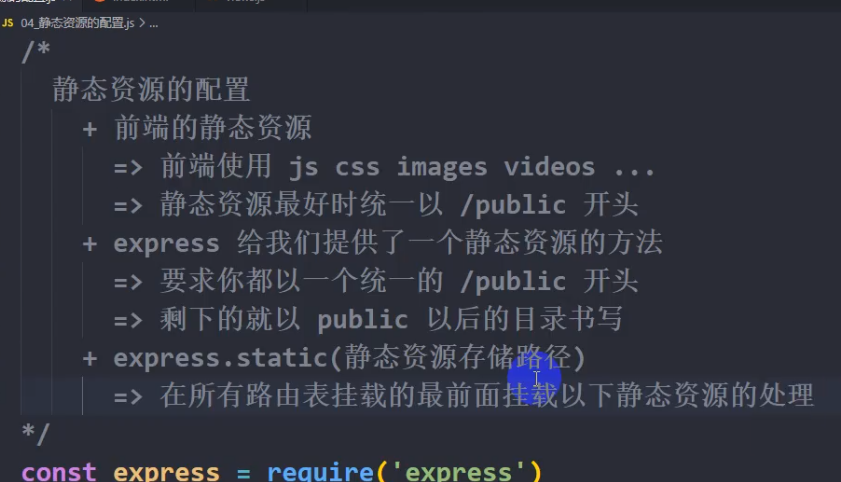 JS 04_静态资源的配置.js > ...
/*
静态资源的配置
+ 前端的静态资源
=> 前端使用 js css images videos ...
=> 静态资源最好时统一以 /public 开头
+ express 给我们提供了一个静态资源的方法
=> 要求你都以一个统一的 /public 开头
=> 剩下的就以 public 以后的目录书写
+ express.static(静态资源存储路径)
=> 在所有路由表挂载的最前面挂载以下静态资源的处理
*/
const express = require('express')